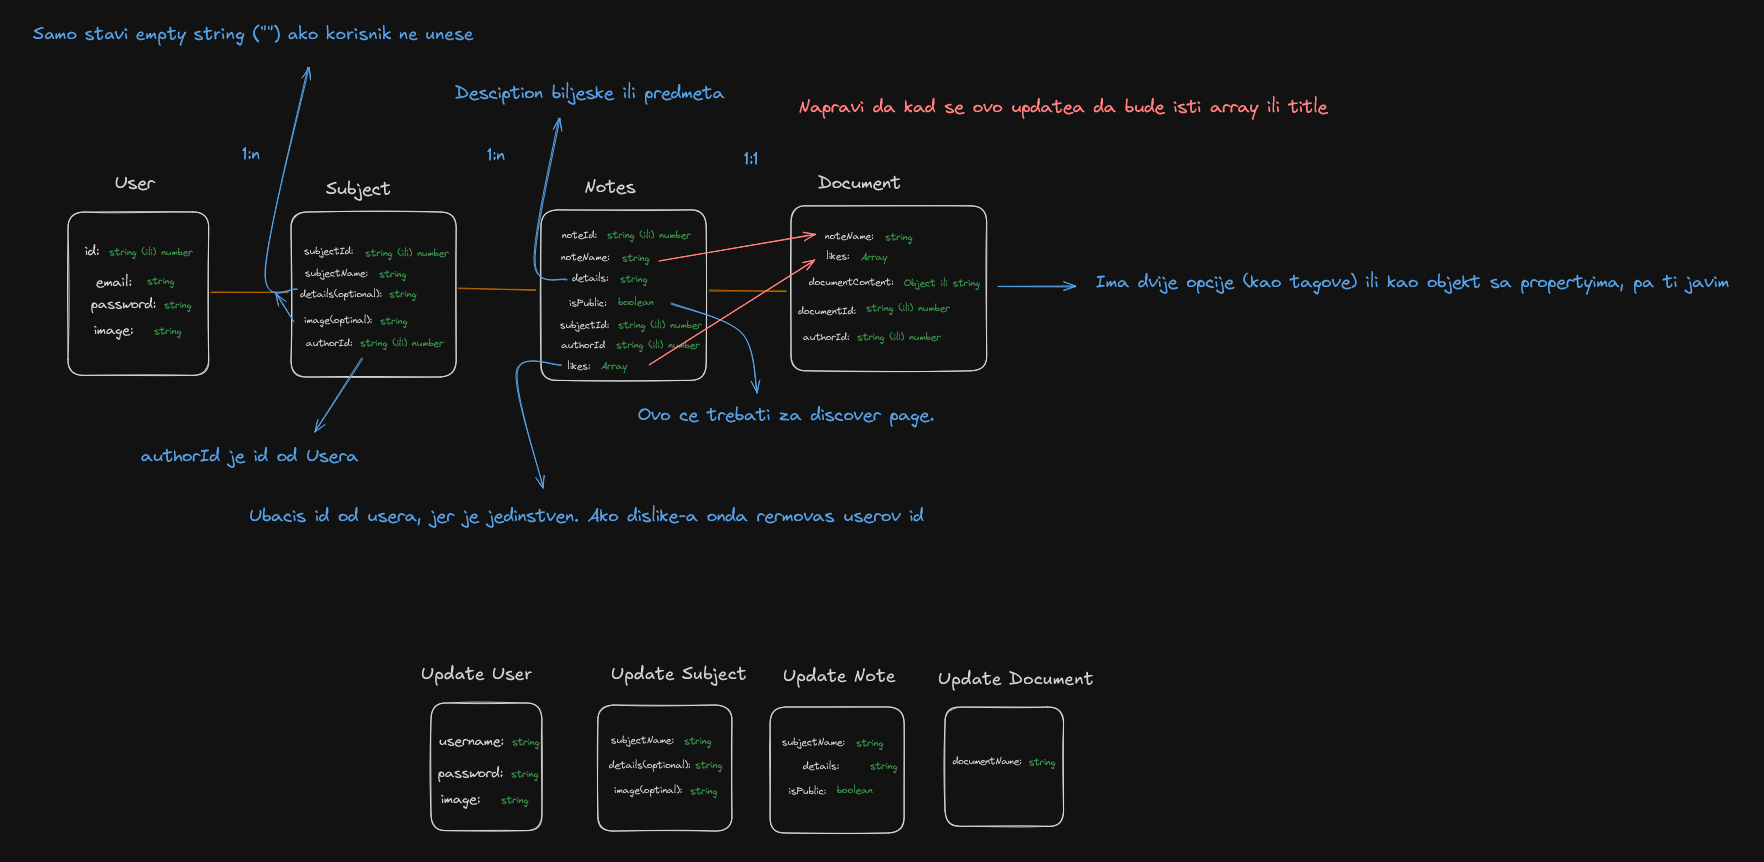 Samo stavi empty string ("") ako korisnik ne unese
Desciption biljeske ili predmeta
Napravi da kad se ovo updatea da bude isti array ili title
1:n
1:n
1:1
User
Subject
Notes
Document
id: string (ili) number
email: string
password: string
image: string
subjectId: string (ili) number
subjectName: string
details(optional): string
image(optinal): string
authorId: string (ili) number
noteId: string (ili) number
noteName: string
details: string
isPublic: boolean
subjectId: string (ili) number
authorId string (ili) number
likes: Array
noteName: string
likes: Array
documentContent: Object ili string
documentId: string (ili) number
authorId: string (ili) number
Ima dvije opcije (kao tagove) ili kao objekt sa propertyima, pa ti javim
Ovo ce trebati za discover page.
authorId je id od Usera
Ubacis id od usera, jer je jedinstven. Ako dislike-a onda rermovas userov id
Update User
Update Subject
Update Note
Update Document
username: string
password: string
image: string
subjectName: string
details(optional): string
image(optinal): string
subjectName: string
details: string
isPublic: boolean
documentName: string